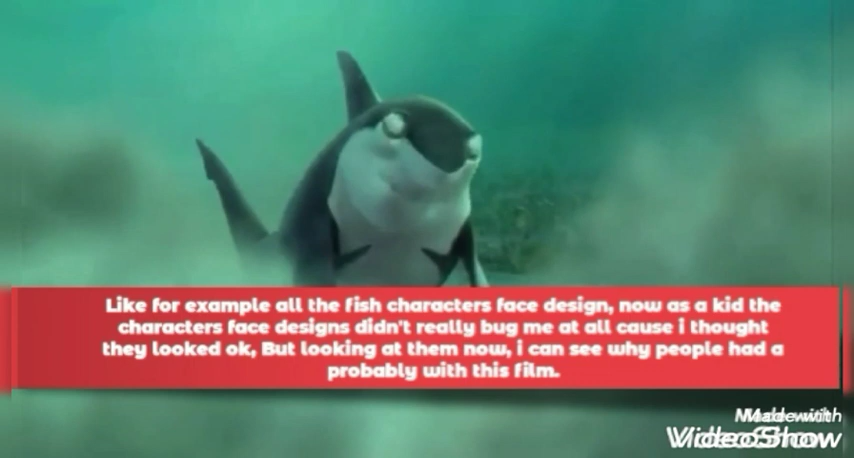 Like for example all the fish characters face design, now as a kid the
characters face designs didn't really bug me at all cause i thought
they looked ok, But looking at them now, i can see why people had a
probably with this film.
Made with
VideoShow